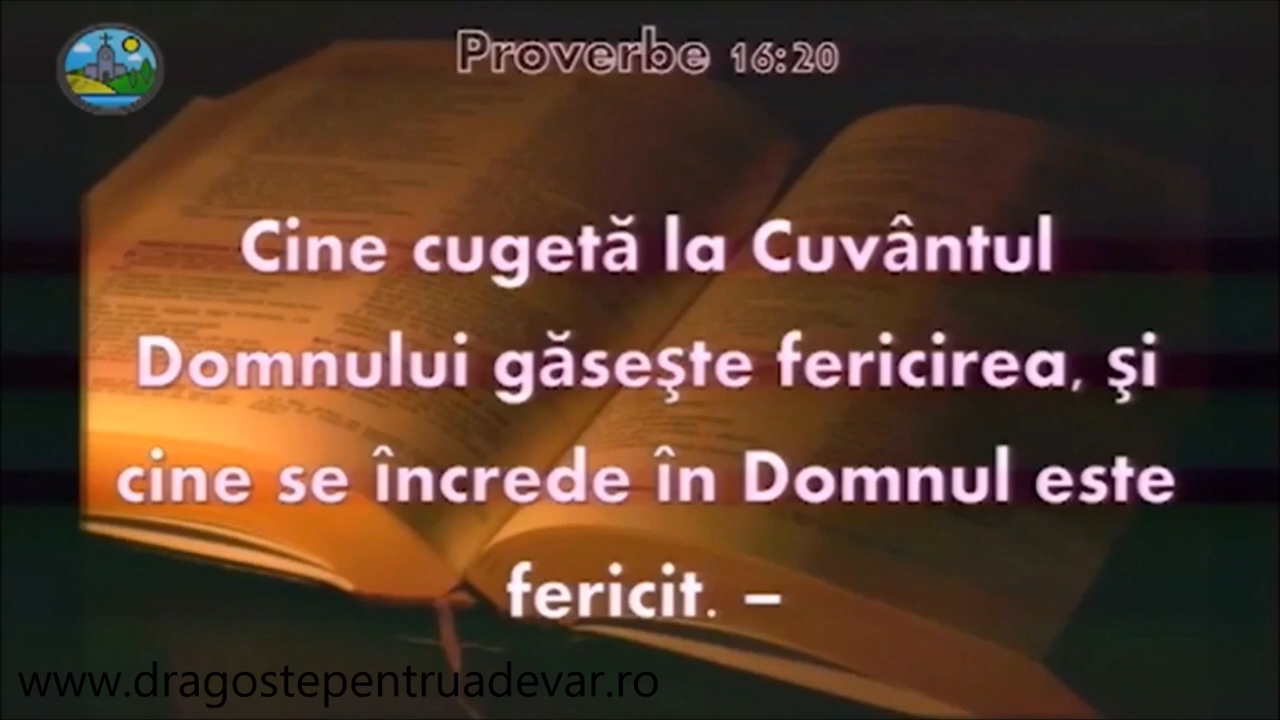 Proverbe 16:20
Cine cugetă la Cuvântul
Domnului găseşte fericirea, şi
cine se încrede în Domnul este
fericit. –
www.dragostepentruadevar.ro